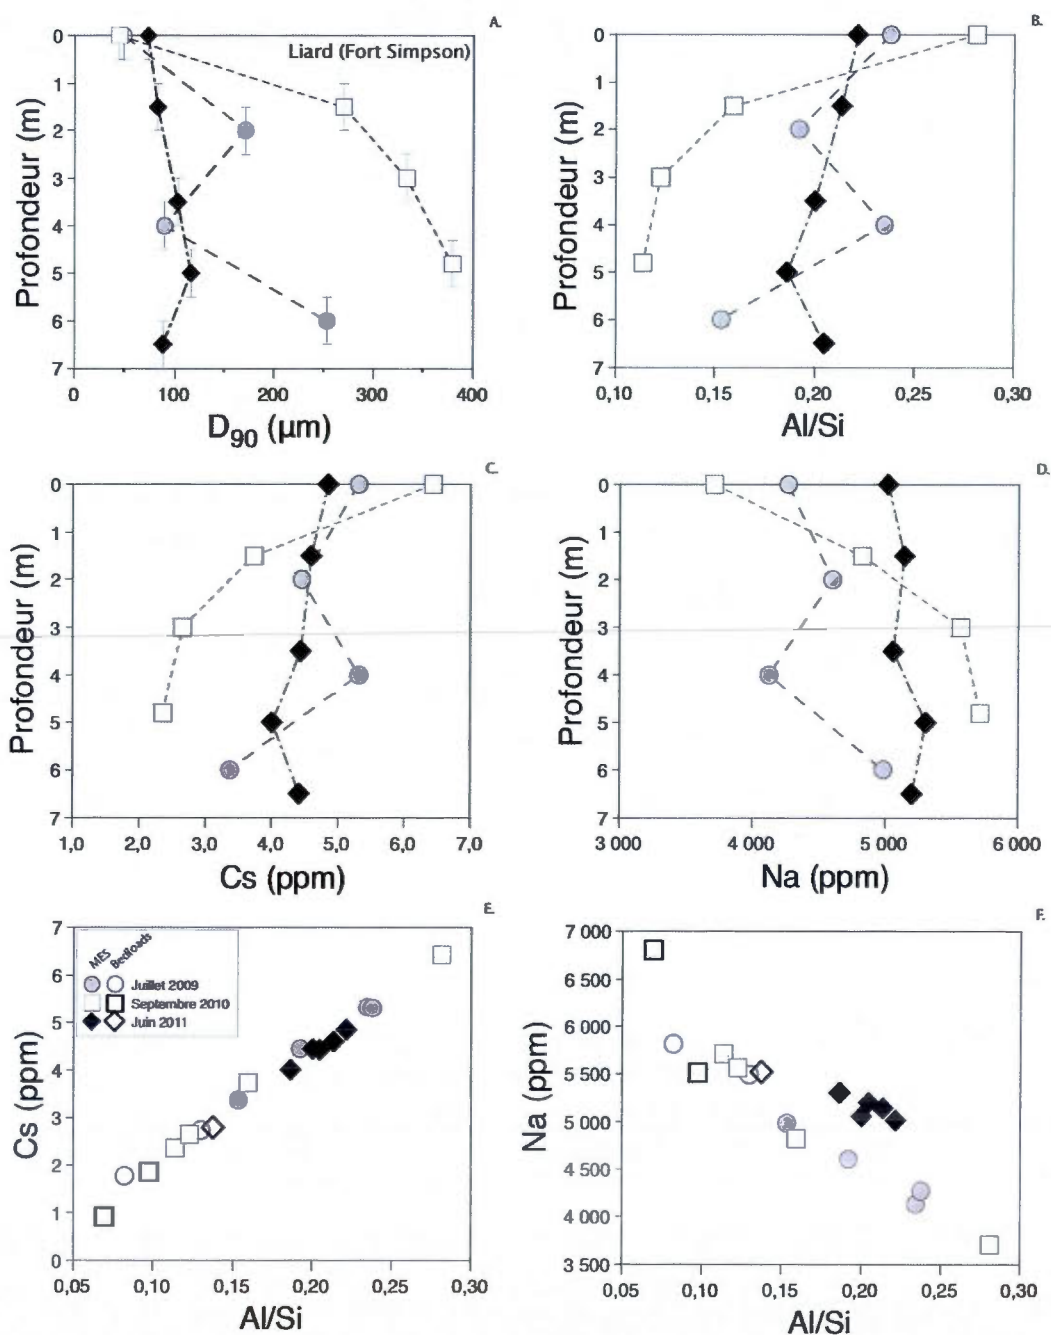 A.
Liard (Fort Simpson)
Profondeur (m)
0
1
2
3
4
5
6
7
0 100 200 300 400
D90 (µm)
B.
Profondeur (m)
0
1
2
3
4
5
6
7
0,10 0,15 0,20 0,25 0,30
Al/Si
C.
Profondeur (m)
0
1
2
3
4
5
6
7
1,0 2,0 3,0 4,0 5,0 6,0 7,0
Cs (ppm)
D.
Profondeur (m)
0
1
2
3
4
5
6
7
3 000 4 000 5 000 6 000
Na (ppm)
E.
Cs (ppm)
7
6
5
4
3
2
1
0
MES Bedloads
Juillet 2009
Septembre 2010
Juin 2011
0,05 0,10 0,15 0,20 0,25 0,30
Al/Si
F.
Na (ppm)
7 000
6 500
6 000
5 500
5 000
4 500
4 000
3 500
0,05 0,10 0,15 0,20 0,25 0,30
Al/Si